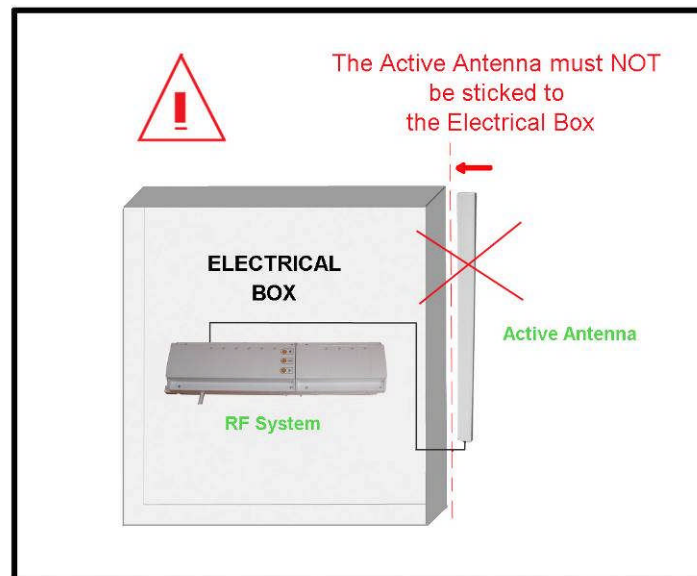 The Active Antenna must NOT
be sticked to
the Electrical Box
ELECTRICAL
BOX
Active Antenna
RF System